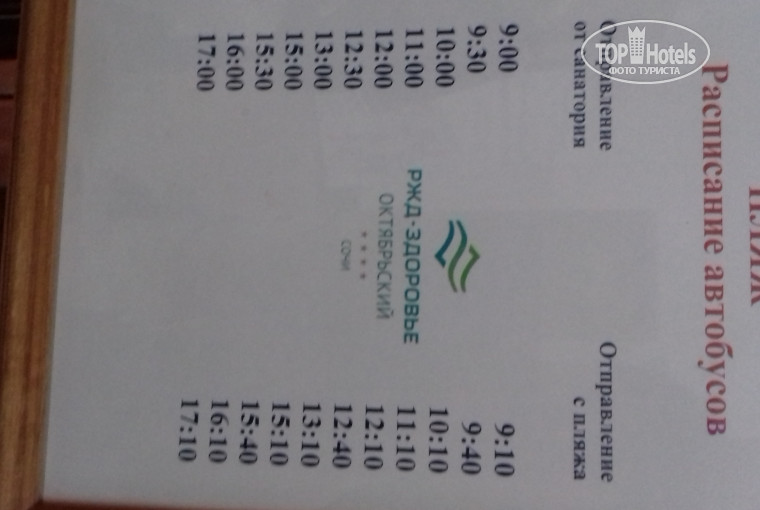 ПЛЯЖ
Расписание автобусов
Отправление
от санатория
9:00
9:30
10:00
11:00
12:00
12:30
13:00
15:00
15:30
16:00
17:00
РЖД·ЗДОРОВЬЕ
ОКТЯБРЬСКИЙ
СОЧИ
Отправление
с пляжа
9:10
9:40
10:10
11:10
12:10
12:40
13:10
15:10
15:40
16:10
17:10
TOP Hotels
ФОТО ТУРИСТА